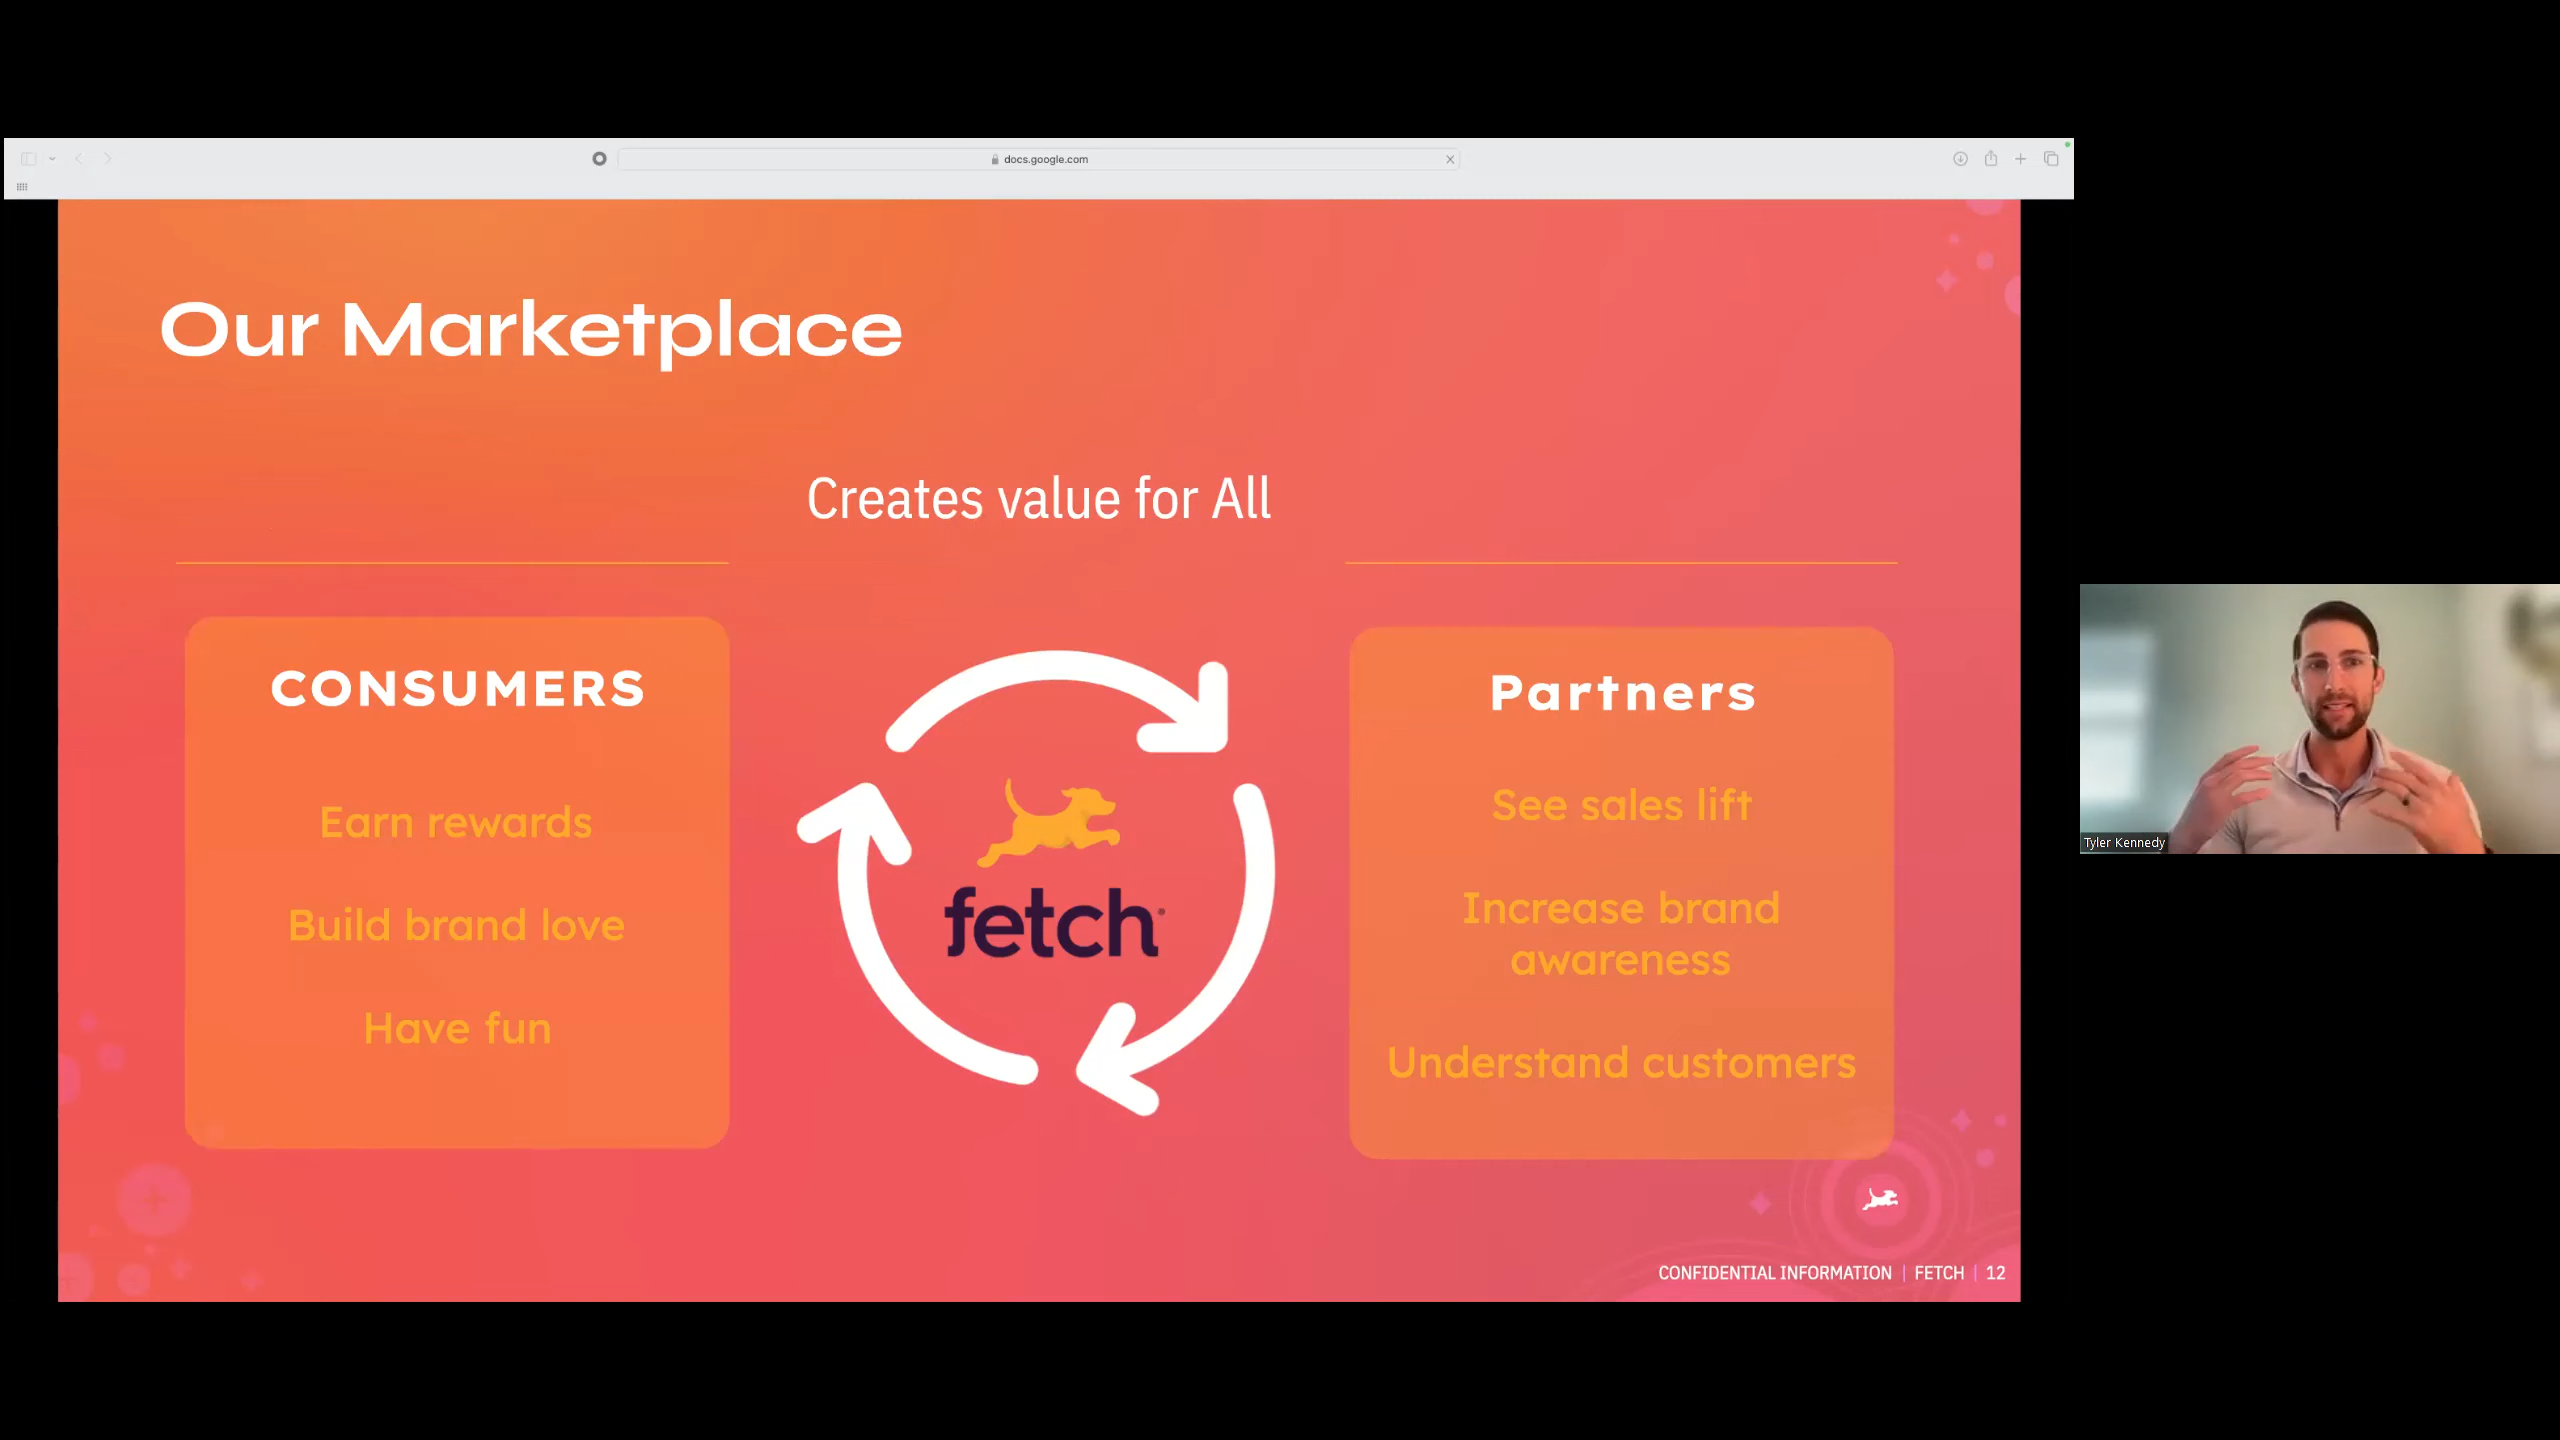 docs.google.com
Our Marketplace
Creates value for All
CONSUMERS
Earn rewards
Build brand love
Have fun
fetch
Partners
See sales lift
Increase brand
awareness
Understand customers
CONFIDENTIAL INFORMATION | FETCH | 12
Tyler Kennedy